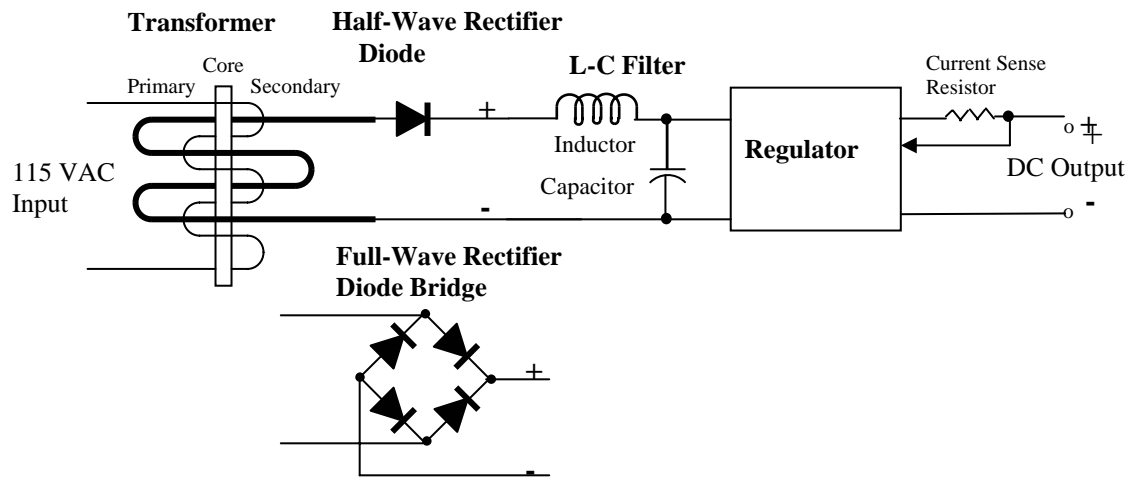 Transformer
Half-Wave Rectifier
Diode
Core
Primary
Secondary
L-C Filter
Current Sense
Resistor
+
Inductor
Regulator
115 VAC
Input
Capacitor
+
+
DC Output
-
-
Full-Wave Rectifier
Diode Bridge
+
-